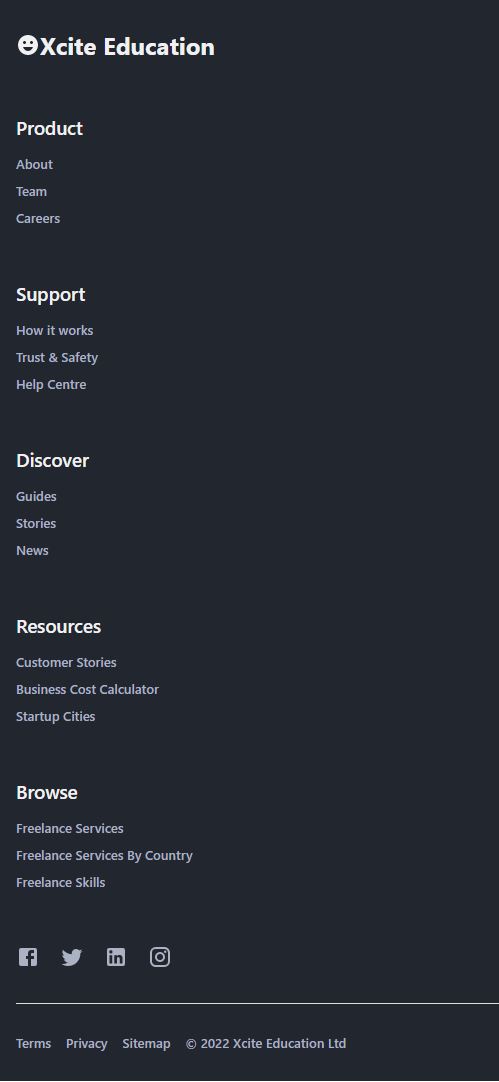 Xcite Education
Product
About
Team
Careers
Support
How it works
Trust & Safety
Help Centre
Discover
Guides
Stories
News
Resources
Customer Stories
Business Cost Calculator
Startup Cities
Browse
Freelance Services
Freelance Services By Country
Freelance Skills
Terms Privacy Sitemap © 2022 Xcite Education Ltd